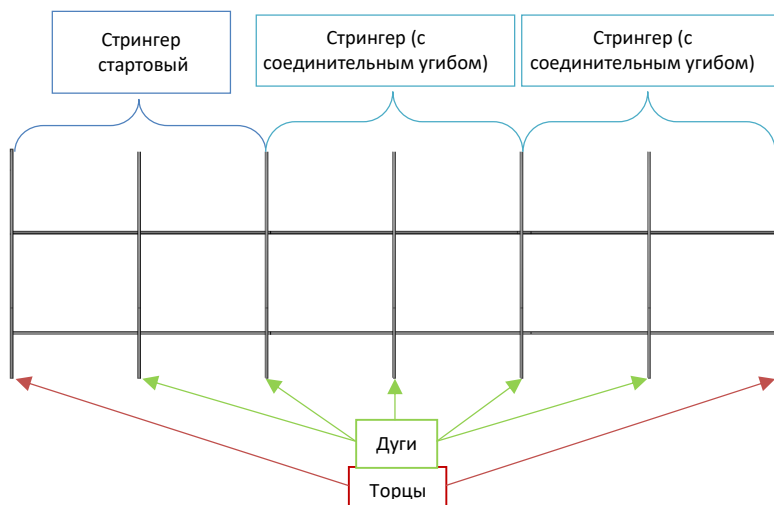 Стрингер
стартовый
Стрингер (с
соединительным угибом)
Стрингер (с
соединительным угибом)
Дуги
Торцы